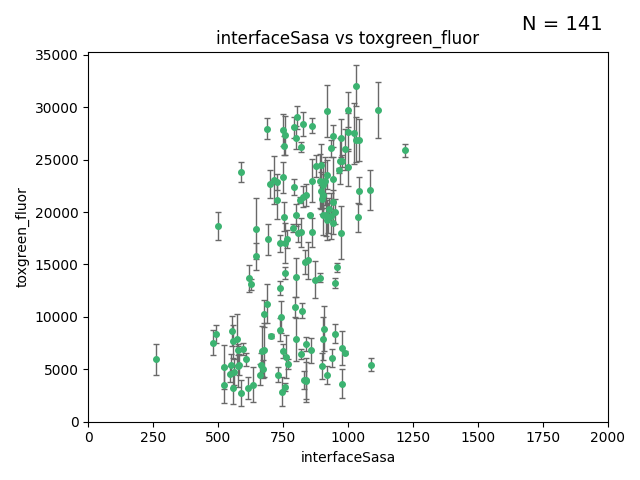 N = 141
interfaceSasa vs toxgreen_fluor
35000
30000
25000
20000
15000
10000
5000
0
toxgreen_fluor
0 250 500 750 1000 1250 1500 1750 2000
interfaceSasa